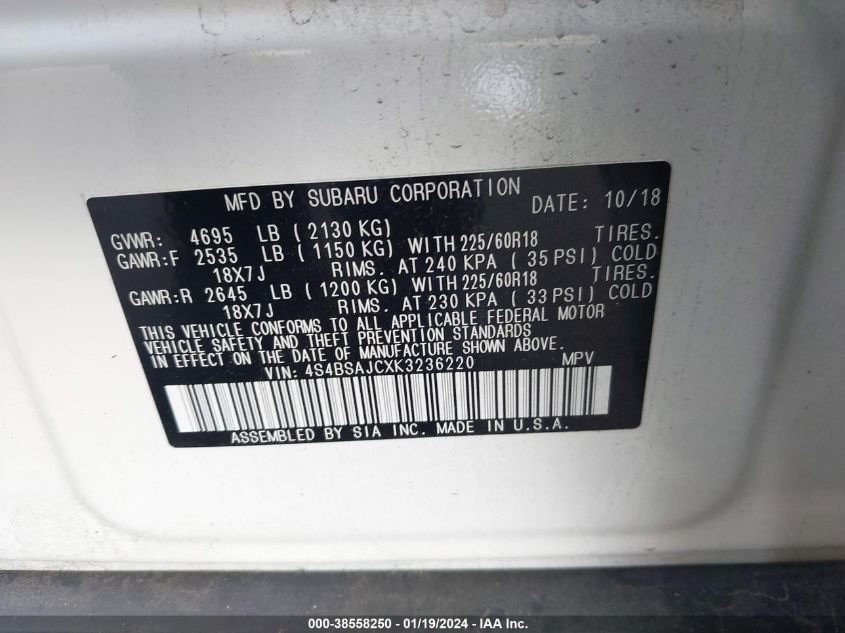 MFD BY SUBARU CORPORATION DATE: 10/18
GVWR: 4695 LB ( 2130 KG)
GAWR:F 2535 LB ( 1150 KG) WITH 225/60R18 TIRES.
18X7J RIMS. AT 240 KPA ( 35 PSI) COLD
GAWR:R 2645 LB ( 1200 KG) WITH 225/60R18 TIRES.
18X7J RIMS. AT 230 KPA ( 33 PSI) COLD
THIS VEHICLE CONFORMS TO ALL APPLICABLE FEDERAL MOTOR
VEHICLE SAFETY AND THEFT PREVENTION STANDARDS
IN EFFECT ON THE DATE OF MANUFACTURE SHOWN ABOVE.
VIN: 4S4BSAJCXK3236220 MPV
ASSEMBLED BY SIA INC. MADE IN U.S.A.
000-38558250 - 01/19/2024 - IAA Inc.